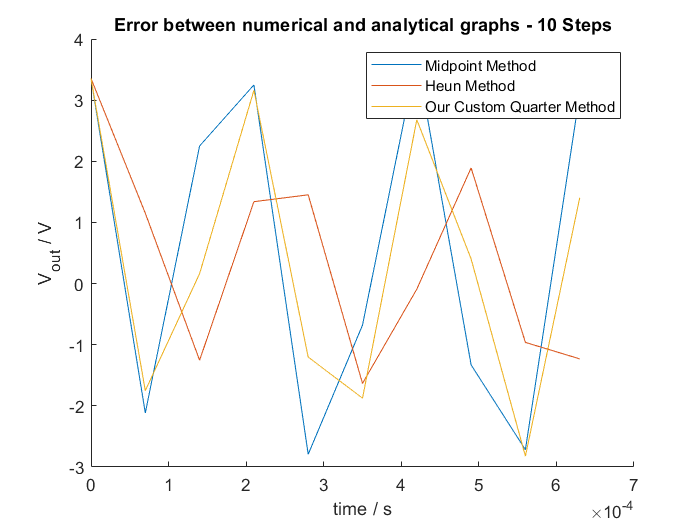 Error between numerical and analytical graphs - 10 Steps
4
3
2
1
0
-1
-2
-3
V_out / V
Midpoint Method
Heun Method
Our Custom Quarter Method
0 1 2 3 4 5 6 7
time / s
×10^-4